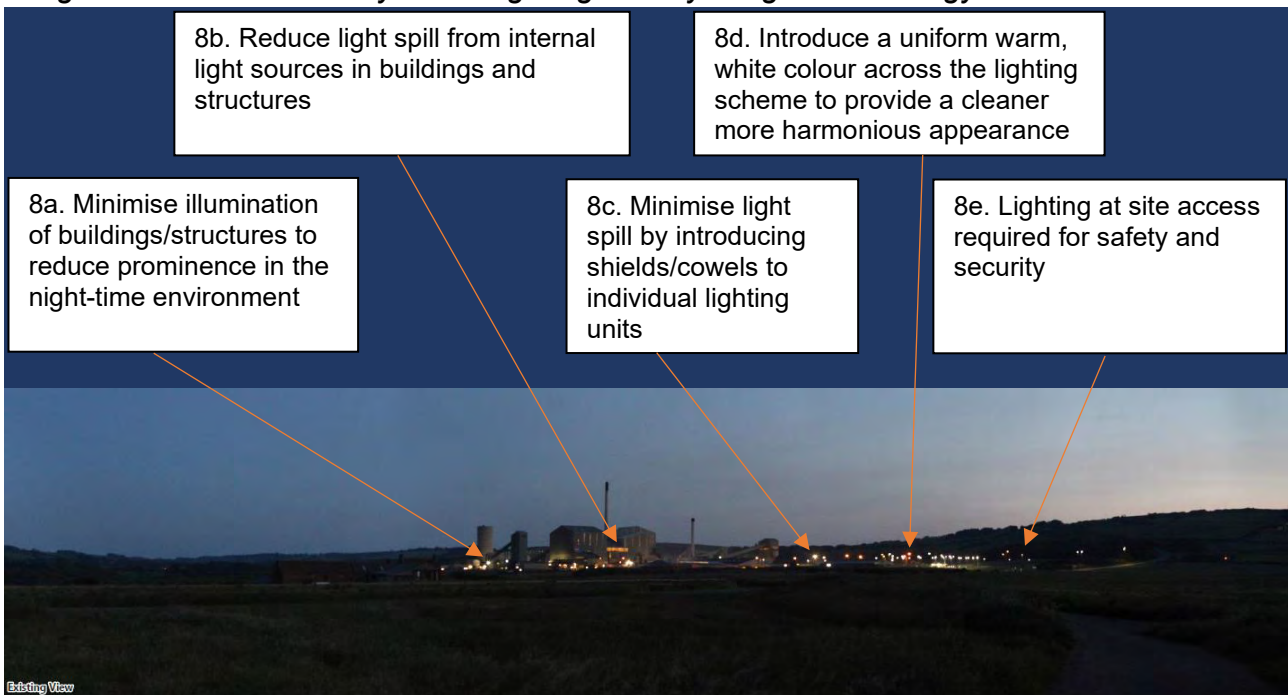 8b. Reduce light spill from internal
light sources in buildings and
structures
8d. Introduce a uniform warm,
white colour across the lighting
scheme to provide a cleaner
more harmonious appearance
8a. Minimise illumination
of buildings/structures to
reduce prominence in the
night-time environment
8c. Minimise light
spill by introducing
shields/cowels to
individual lighting
units
8e. Lighting at site access
required for safety and
security
Existing View